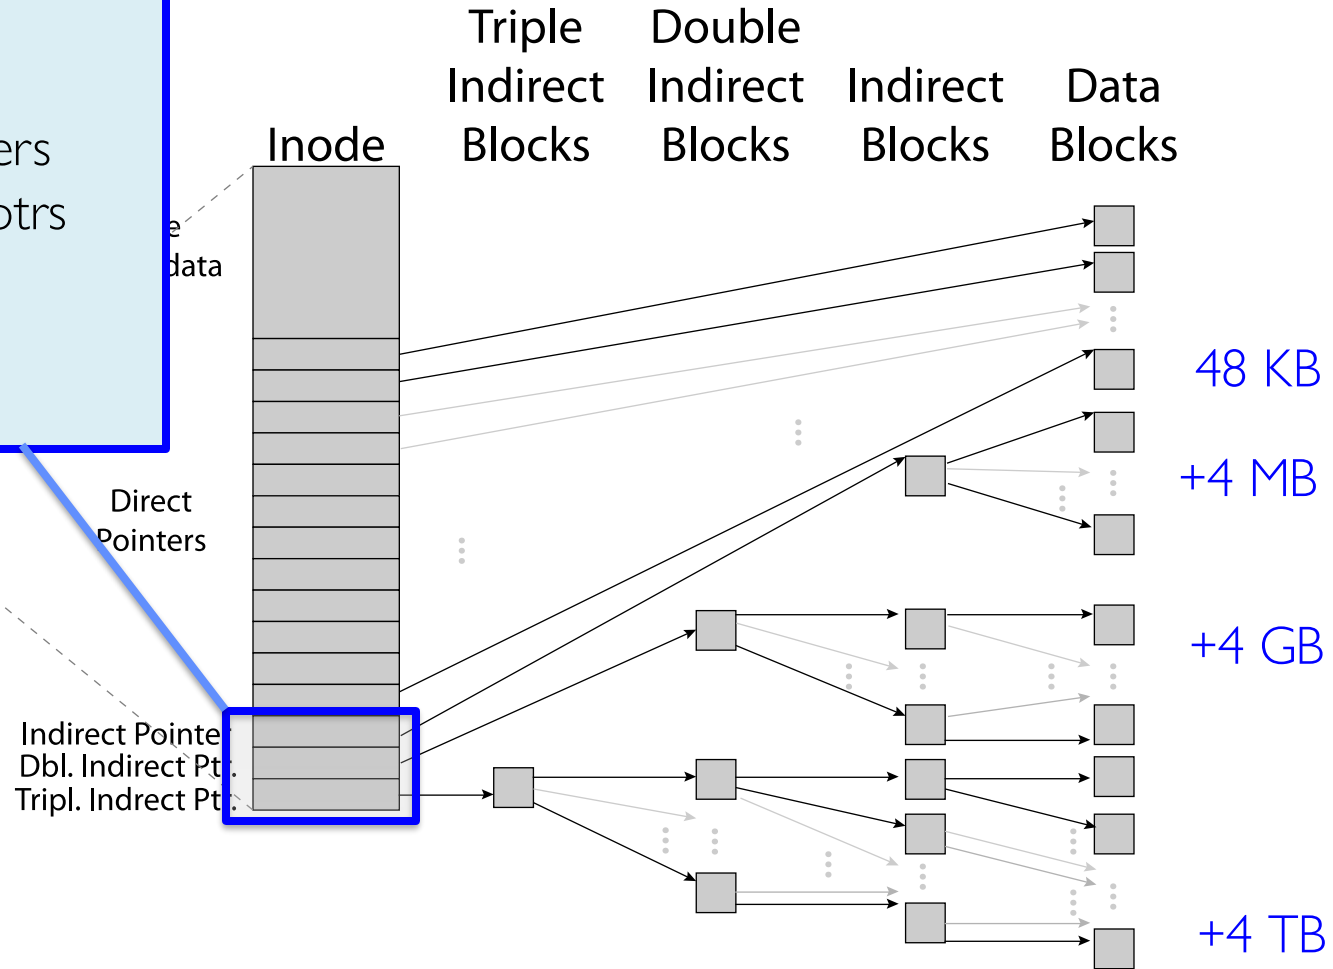 Triple Double
Indirect Indirect Indirect Data
Inode Blocks Blocks Blocks Blocks
ers
ptrs
e
data
48 KB
+4 MB
Direct
Pointers
+4 GB
Indirect Pointer
Dbl. Indirect Ptr.
Tripl. Indrect Ptr.
+4 TB